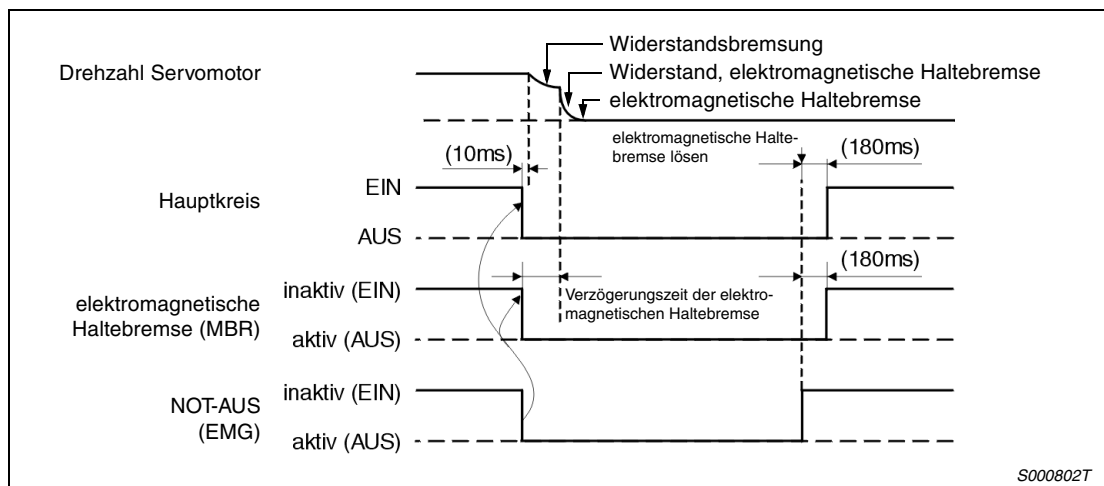 Widerstandsbremsung
Drehzahl Servomotor
Widerstand, elektromagnetische Haltebremse
elektromagnetische Haltebremse
elektromagnetische Halte-
bremse lösen
(10ms)
(180ms)
Hauptkreis
EIN
AUS
(180ms)
elektromagnetische
Haltebremse (MBR)
inaktiv (EIN)
aktiv (AUS)
Verzögerungszeit der elektro-
magnetischen Haltebremse
NOT-AUS
(EMG)
inaktiv (EIN)
aktiv (AUS)
S000802T